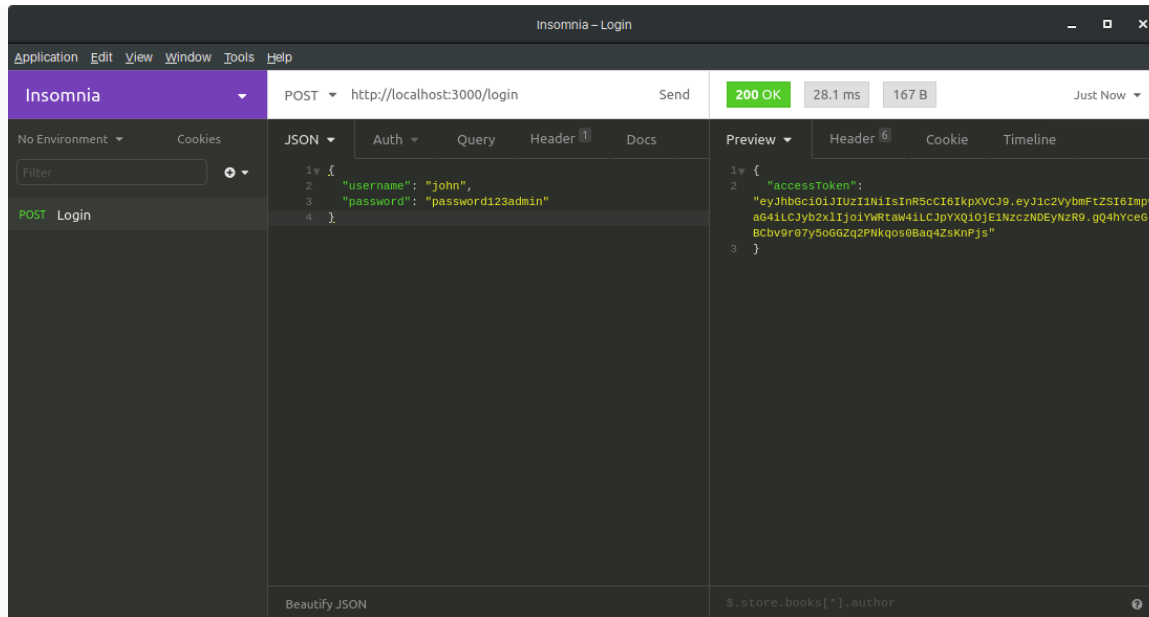 Insomnia – Login
Application Edit View Window Tools Help
Insomnia
POST http://localhost:3000/login Send
200 OK 28.1 ms 167 B Just Now
No Environment Cookies
JSON Auth Query Header 1 Docs
Preview Header 6 Cookie Timeline
Filter
POST Login
1 {
2 "username": "john",
3 "password": "password123admin"
4 }
1 {
2 "accessToken":
"eyJhbGciOiJIUzI1NiIsInR5cCI6IkpXVCJ9.eyJ1c2VybmFtZSI6Imp
aG4iLCJyb2xlIjoiYWRtaW4iLCJpYXQiOjE1NzczNDEyNzR9.gQ4hYceG
BCbv9r07y5oGGZq2PNkqos0Baq4ZsKnPjs"
3 }
Beautify JSON
$.store.books[*].author